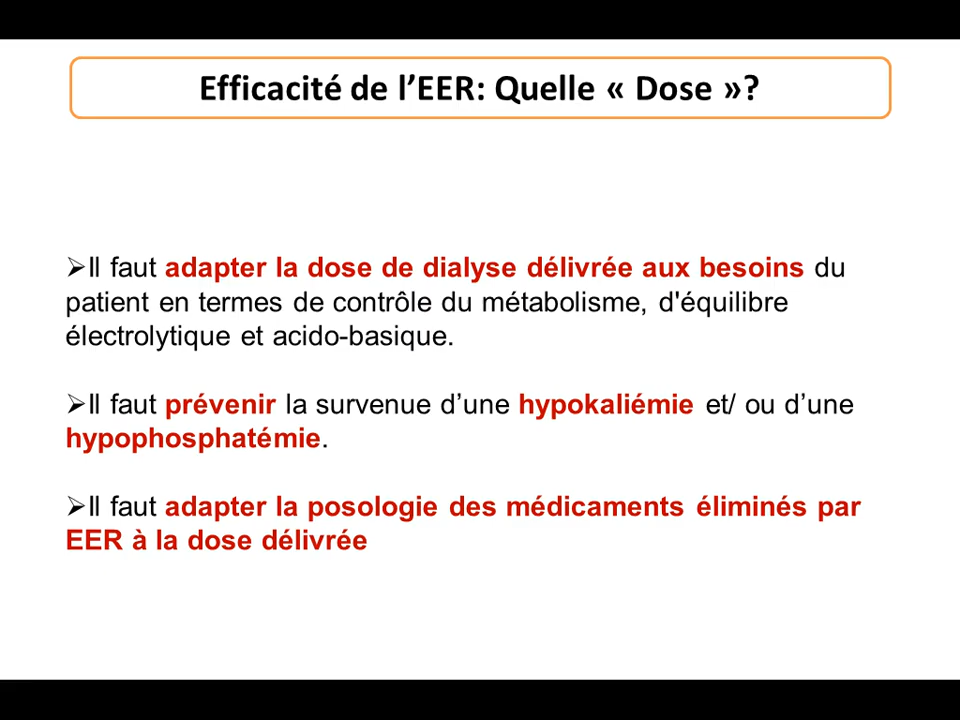 Efficacité de l’EER: Quelle « Dose »?
➢Il faut adapter la dose de dialyse délivrée aux besoins du
patient en termes de contrôle du métabolisme, d'équilibre
électrolytique et acido-basique.
➢Il faut prévenir la survenue d’une hypokaliémie et/ ou d’une
hypophosphatémie.
➢Il faut adapter la posologie des médicaments éliminés par
EER à la dose délivrée